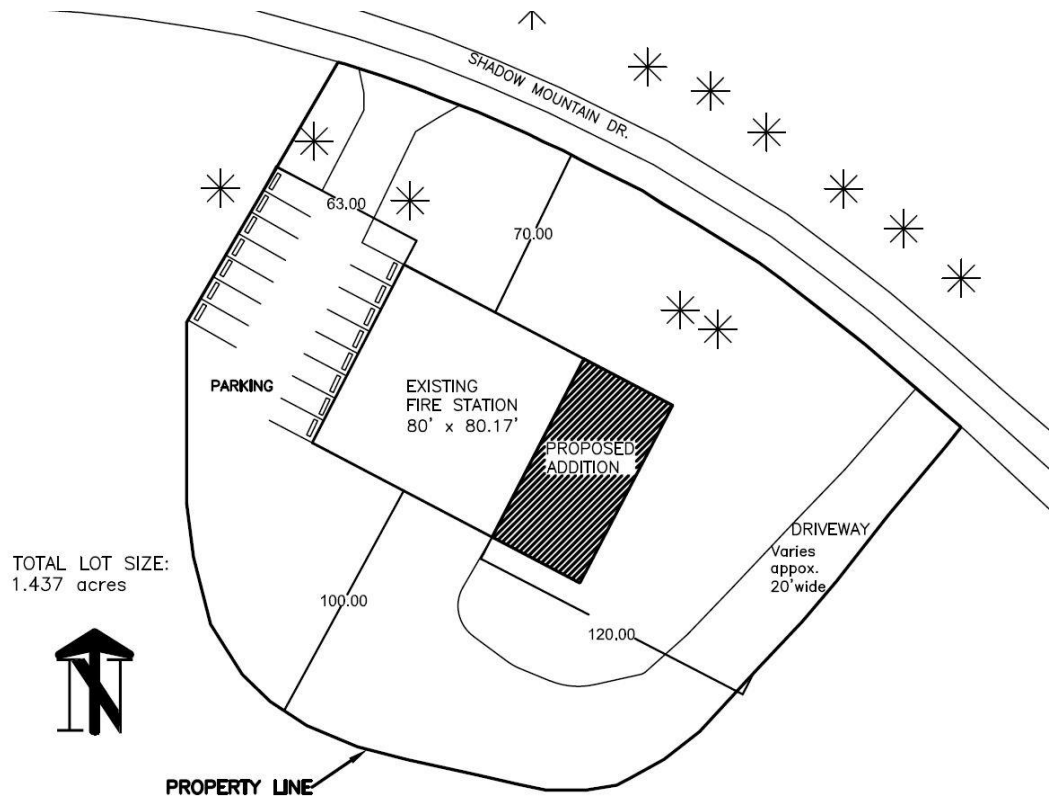 SHADOW MOUNTAIN DR.
63.00
70.00
PARKING
EXISTING
FIRE STATION
80' x 80.17'
PROPOSED
ADDITION
DRIVEWAY
Varies
appox.
20'wide
TOTAL LOT SIZE:
1.437 acres
100.00
120.00
N
PROPERTY LINE